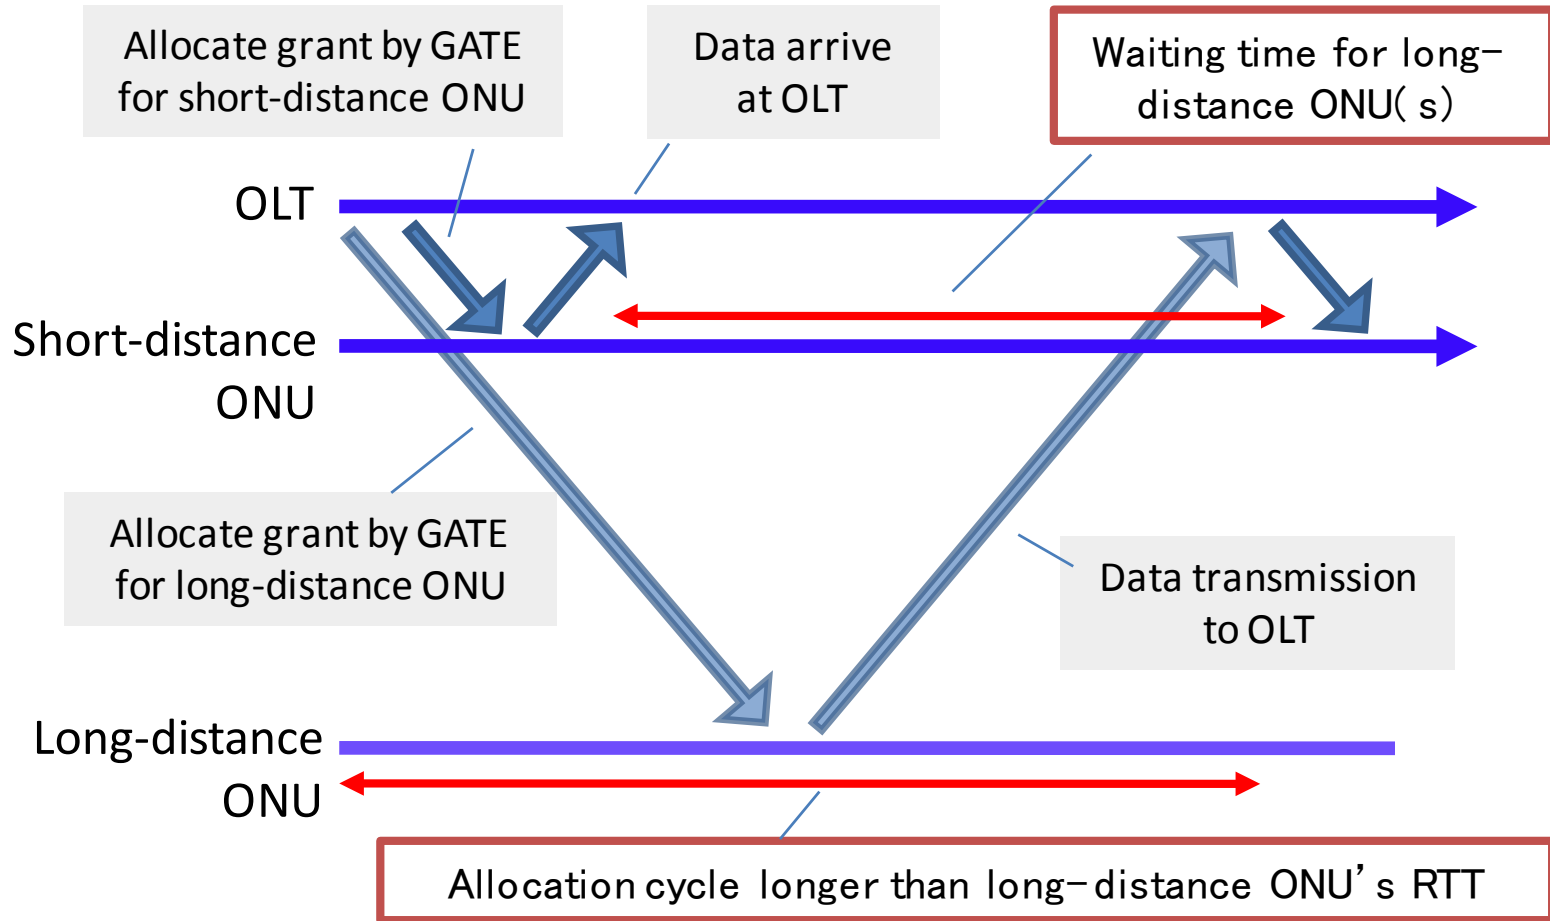 Allocate grant by GATE
for short-distance ONU
Data arrive
at OLT
Waiting time for long-
distance ONU( s)
OLT
Short-distance
ONU
Allocate grant by GATE
for long-distance ONU
Data transmission
to OLT
Long-distance
ONU
Allocation cycle longer than long-distance ONU’s RTT